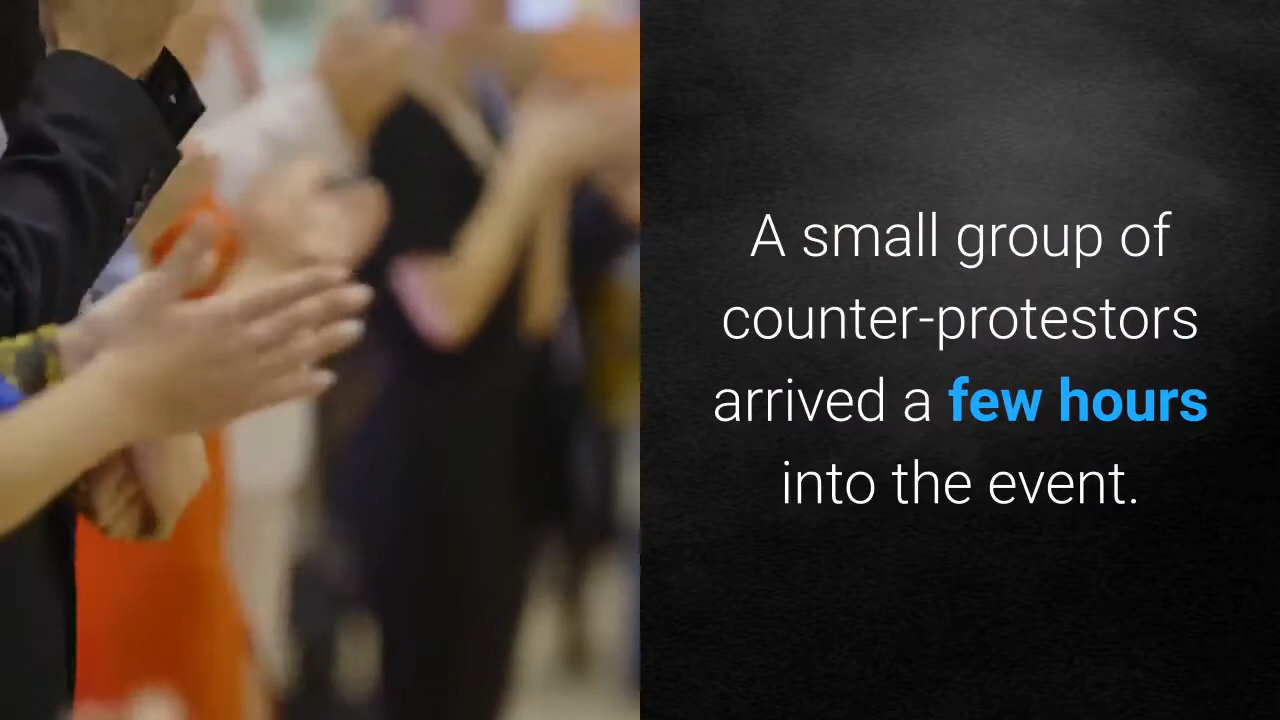 A small group of
counter-protestors
arrived a few hours
into the event.